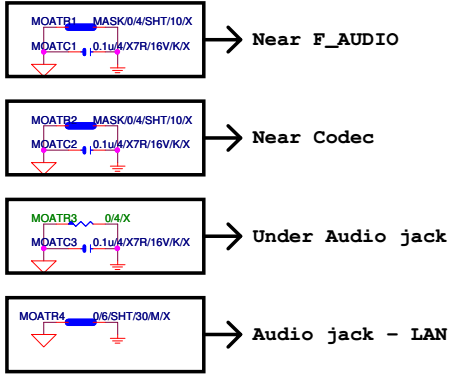 MOATR1 MASK/0/4/SHT/10/X
MOATC1 0.1u/4/X7R/16V/K/X
Near F_AUDIO
MOATR2 MASK/0/4/SHT/10/X
MOATC2 0.1u/4/X7R/16V/K/X
Near Codec
MOATR3 0/4/X
MOATC3 0.1u/4/X7R/16V/K/X
Under Audio jack
MOATR4 0/6/SHT/30/M/X
Audio jack - LAN